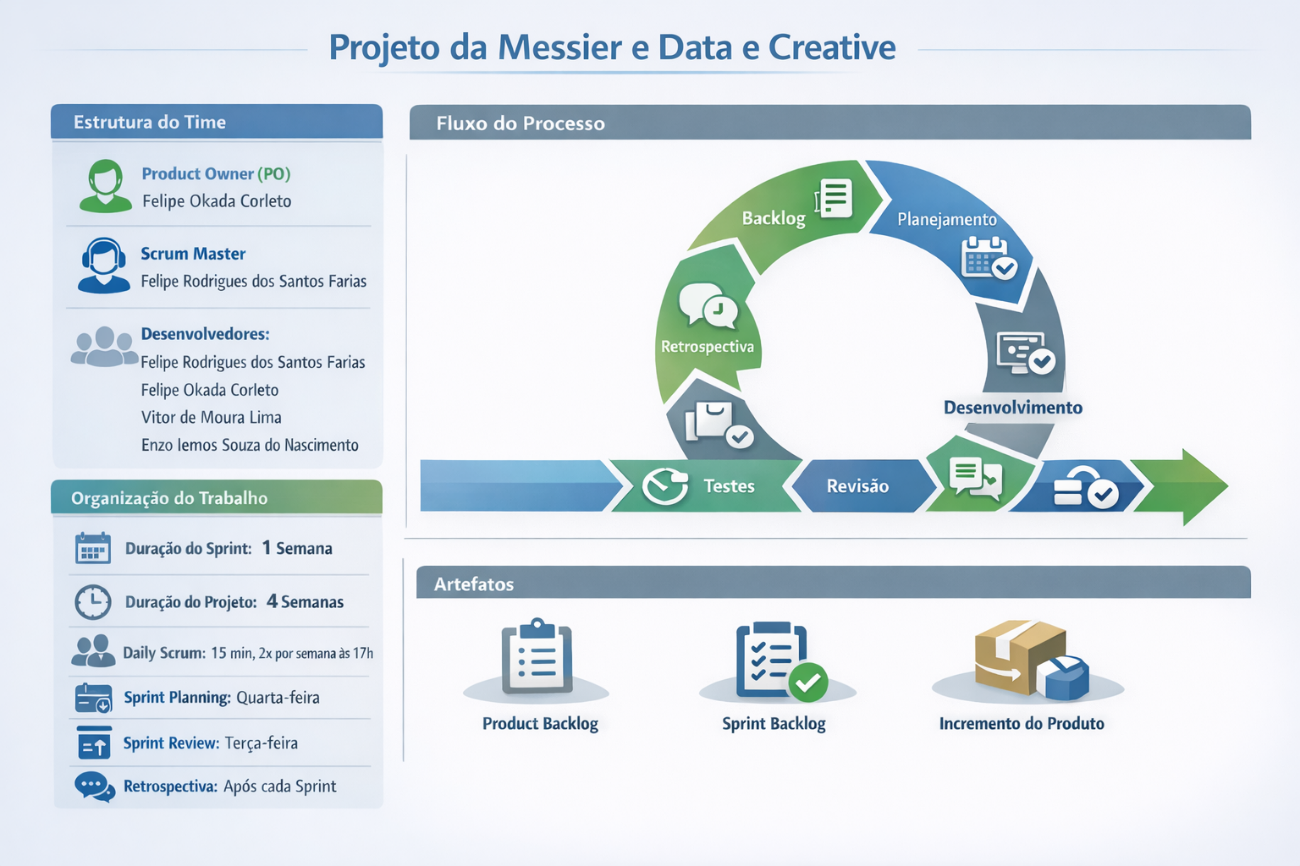 Projeto da Messier e Data e Creative
Estrutura do Time
Product Owner (PO)
Felipe Okada Corleto
Scrum Master
Felipe Rodrigues dos Santos Farias
Desenvolvedores:
Felipe Rodrigues dos Santos Farias
Felipe Okada Corleto
Vitor de Moura Lima
Enzo lemos Souza do Nascimento
Organização do Trabalho
Duração do Sprint: 1 Semana
Duração do Projeto: 4 Semanas
Daily Scrum: 15 min, 2x por semana às 17h
Sprint Planning: Quarta-feira
Sprint Review: Terça-feira
Retrospectiva: Após cada Sprint
Fluxo do Processo
Backlog
Planejamento
Retrospectiva
Desenvolvimento
Testes
Revisão
Artefatos
Product Backlog
Sprint Backlog
Incremento do Produto